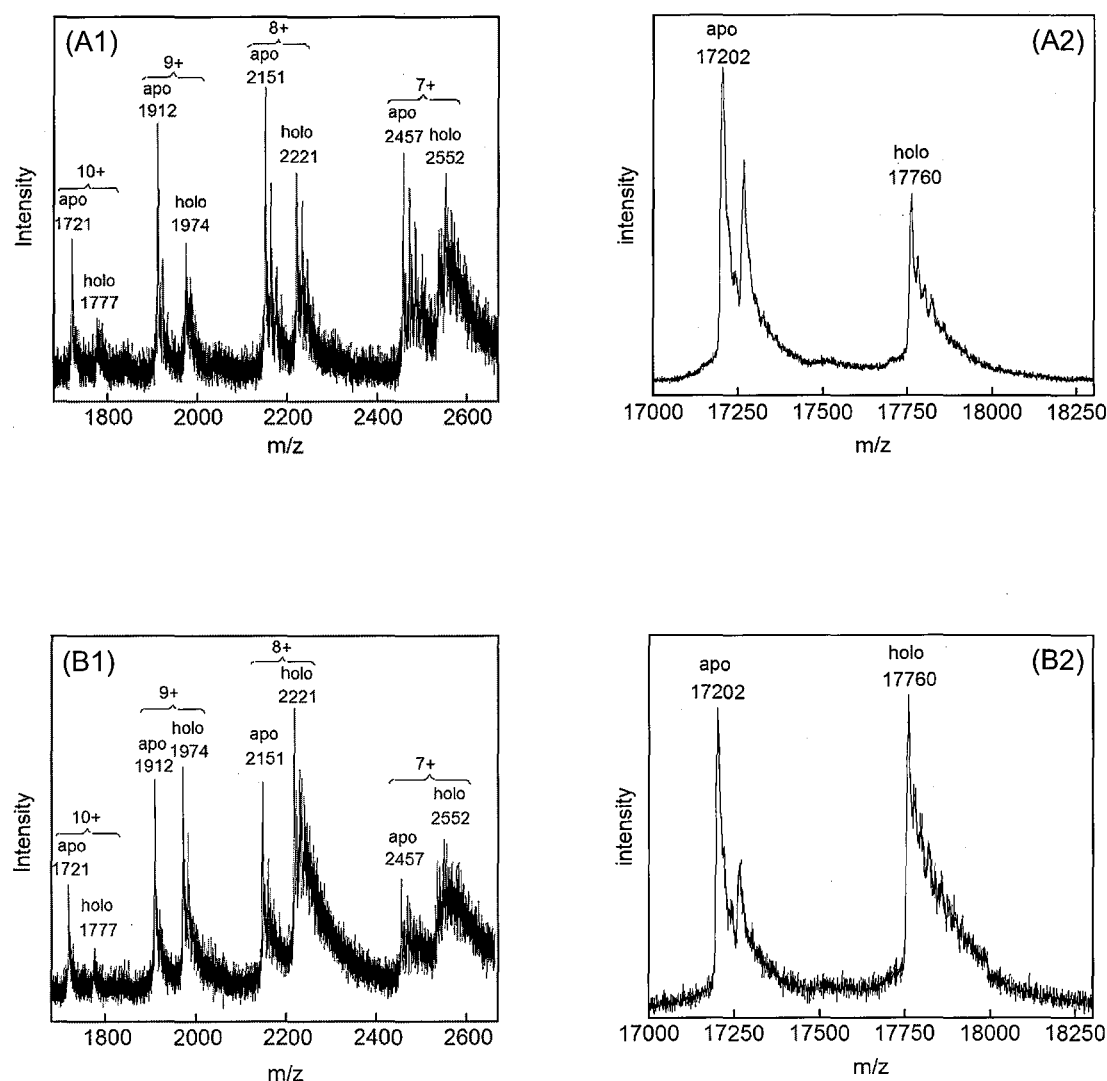 (A1)
8+
apo
2151
9+
apo
1912
7+
apo
2457
holo
2552
holo
2221
holo
1974
10+
apo
1721
holo
1777
Intensity
1800 2000 2200 2400 2600
m/z
(A2)
apo
17202
holo
17760
intensity
17000 17250 17500 17750 18000 18250
m/z
(B1)
8+
holo
2221
9+
holo
1974
apo
1912
apo
2151
7+
holo
2552
apo
2457
10+
apo
1721
holo
1777
Intensity
1800 2000 2200 2400 2600
m/z
(B2)
apo
17202
holo
17760
intensity
17000 17250 17500 17750 18000 18250
m/z